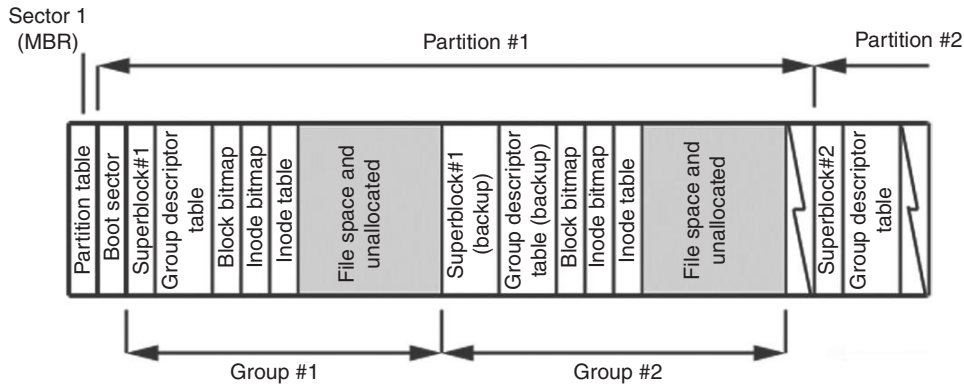 Sector 1
(MBR)
Partition #1
Partition #2
Partition table
Boot sector
Superblock#1
Group descriptor
table
Block bitmap
Inode bitmap
Inode table
File space and
unallocated
Superblock#1
(backup)
Group descriptor
table (backup)
Block bitmap
Inode bitmap
Inode table
File space and
unallocated
Superblock#2
Group descriptor
table
Group #1
Group #2